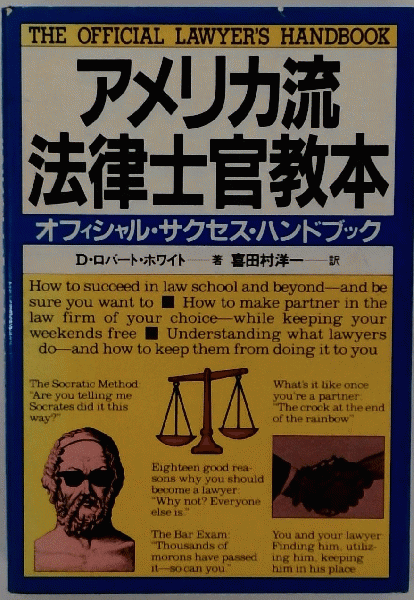 THE OFFICIAL LAWYER'S HANDBOOK
アメリカ流
法律士官教本
オフィシャル・サクセス・ハンドブック
D・ロバート・ホワイト――著 喜田村洋一――訳
How to succeed in law school and beyond—and be
sure you want to ■ How to make partner in the
law firm of your choice—while keeping your
weekends free ■ Understanding what lawyers
do—and how to keep them from doing it to you
The Socratic Method:
"Are you telling me
Socrates did it this
way?"
What's it like once
you're a partner:
"The crock at the end
of the rainbow."
Eighteen good rea-
sons why you should
become a lawyer:
"Why not? Everyone
else is."
The Bar Exam:
"Thousands of
morons have passed
it—so can you."
You and your lawyer:
Finding him, utiliz-
ing him, keeping
him in his place